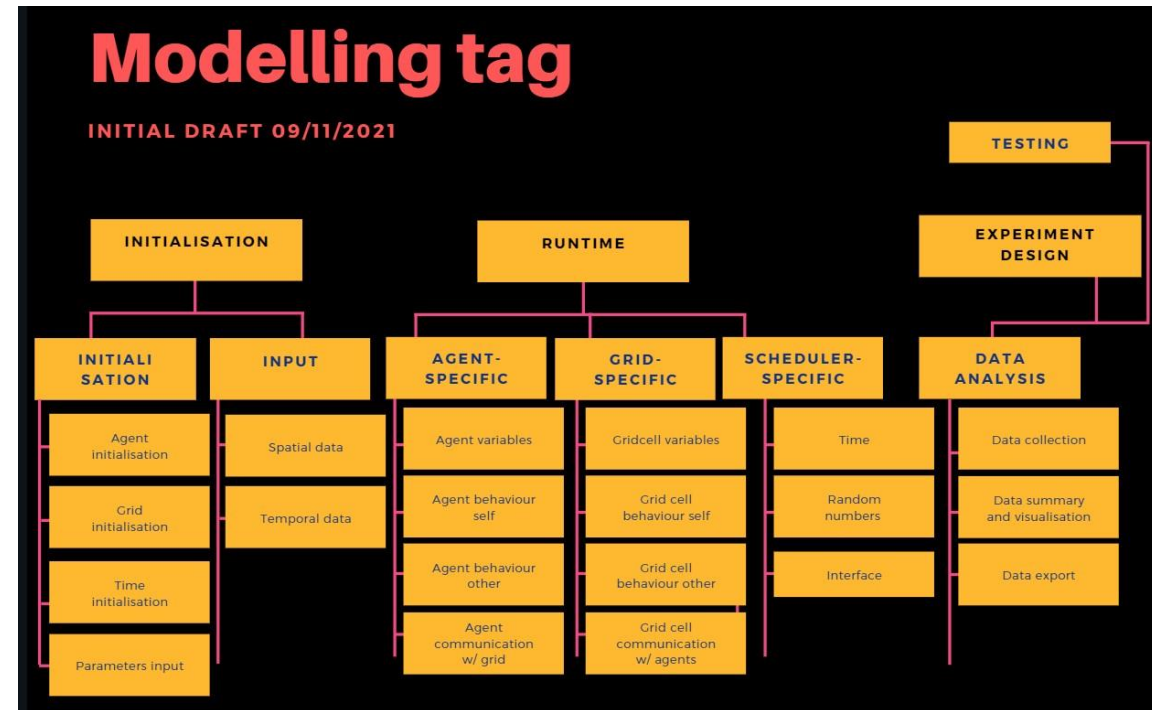 Modelling tag
INITIAL DRAFT 09/11/2021
TESTING
INITIALISATION
RUNTIME
EXPERIMENT
DESIGN
INITIALI
SATION
INPUT
AGENT-
SPECIFIC
GRID-
SPECIFIC
SCHEDULER-
SPECIFIC
DATA
ANALYSIS
Agent
initialisation
Grid
initialisation
Time
initialisation
Parameters input
Spatial data
Temporal data
Agent variables
Agent behaviour
self
Agent behaviour
other
Agent
communication
w/ grid
Gridcell variables
Grid cell
behaviour self
Grid cell
behaviour other
Grid cell
communication
w/ agents
Time
Random
numbers
Interface
Data collection
Data summary
and visualisation
Data export